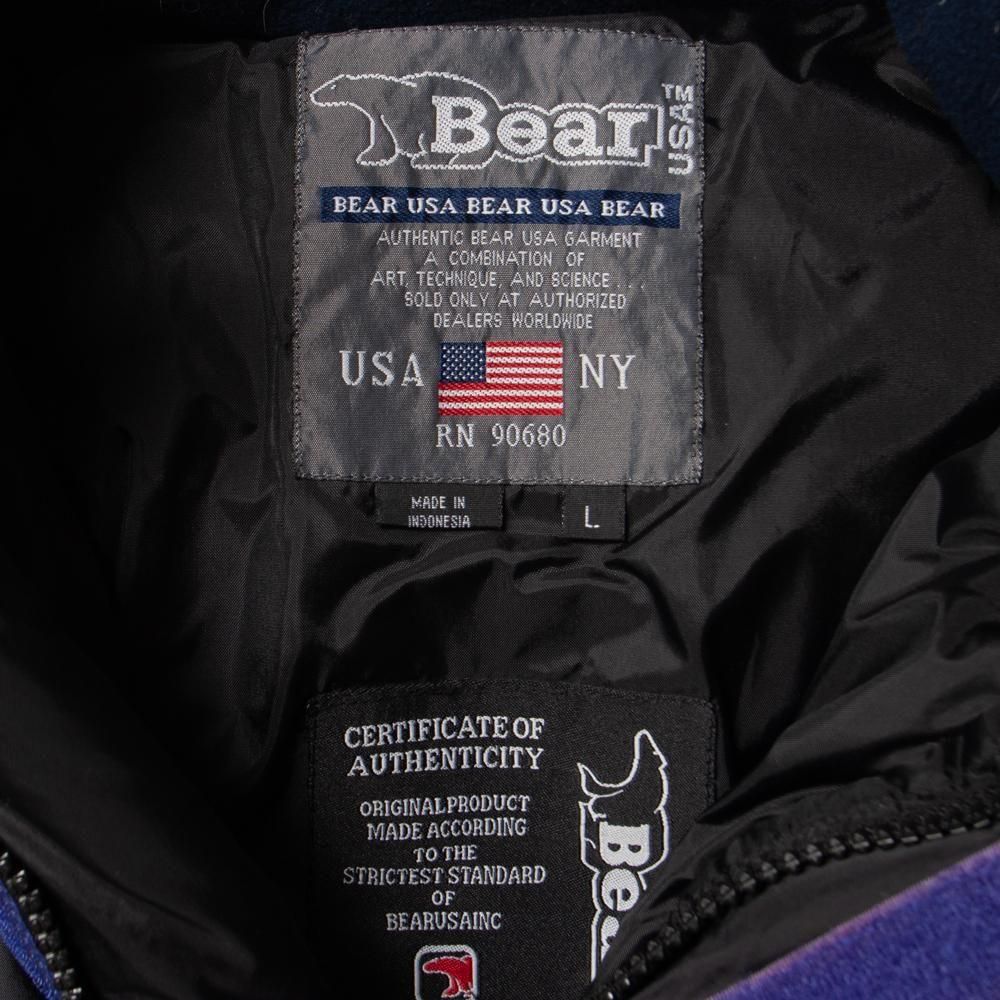 Bear USA™
BEAR USA BEAR USA BEAR
AUTHENTIC BEAR USA GARMENT
A COMBINATION OF
ART, TECHNIQUE, AND SCIENCE...
SOLD ONLY AT AUTHORIZED
DEALERS WORLDWIDE
USA NY
RN 90680
MADE IN
INDONESIA
L
CERTIFICATE OF
AUTHENTICITY
ORIGINAL PRODUCT
MADE ACCORDING
TO THE
STRICTEST STANDARD
OF
BEARUSAINC